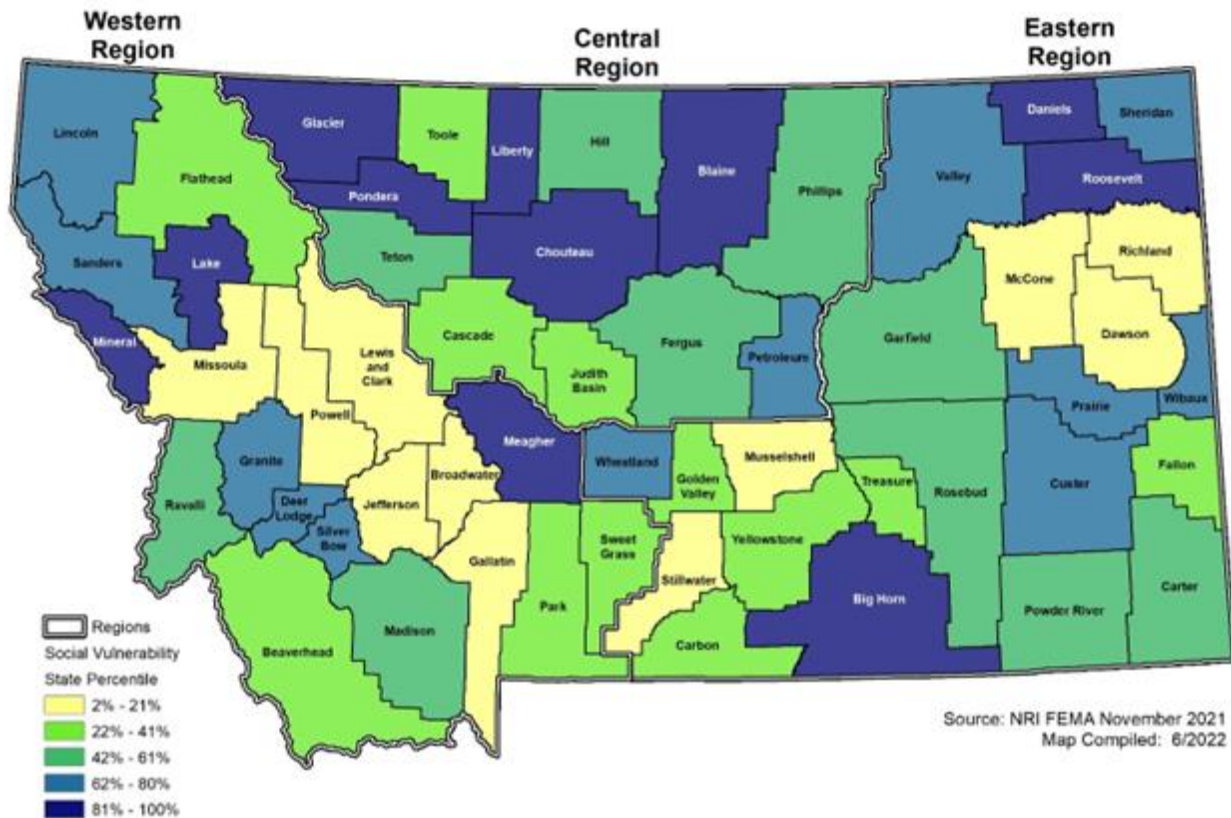 Western
Region
Central
Region
Eastern
Region
Lincoln
Flathead
Glacier
Toole
Liberty
Hill
Blaine
Phillips
Valley
Daniels
Sheridan
Roosevelt
Pondera
Teton
Chouteau
Sanders
Lake
Mineral
Missoula
Powell
Lewis
and
Clark
Cascade
Judith
Basin
Fergus
Petroleum
Garfield
McCone
Richland
Dawson
Prairie
Wibaux
Ravalli
Granite
Deer
Lodge
Silver
Bow
Jefferson
Broadwater
Meagher
Wheatland
Golden
Valley
Musselshell
Treasure
Rosebud
Custer
Fallon
Beaverhead
Madison
Gallatin
Park
Sweet
Grass
Stillwater
Yellowstone
Carbon
Big Horn
Powder River
Carter
Regions
Social Vulnerability
State Percentile
2% - 21%
22% - 41%
42% - 61%
62% - 80%
81% - 100%
Source: NRI FEMA November 2021
Map Compiled: 6/2022